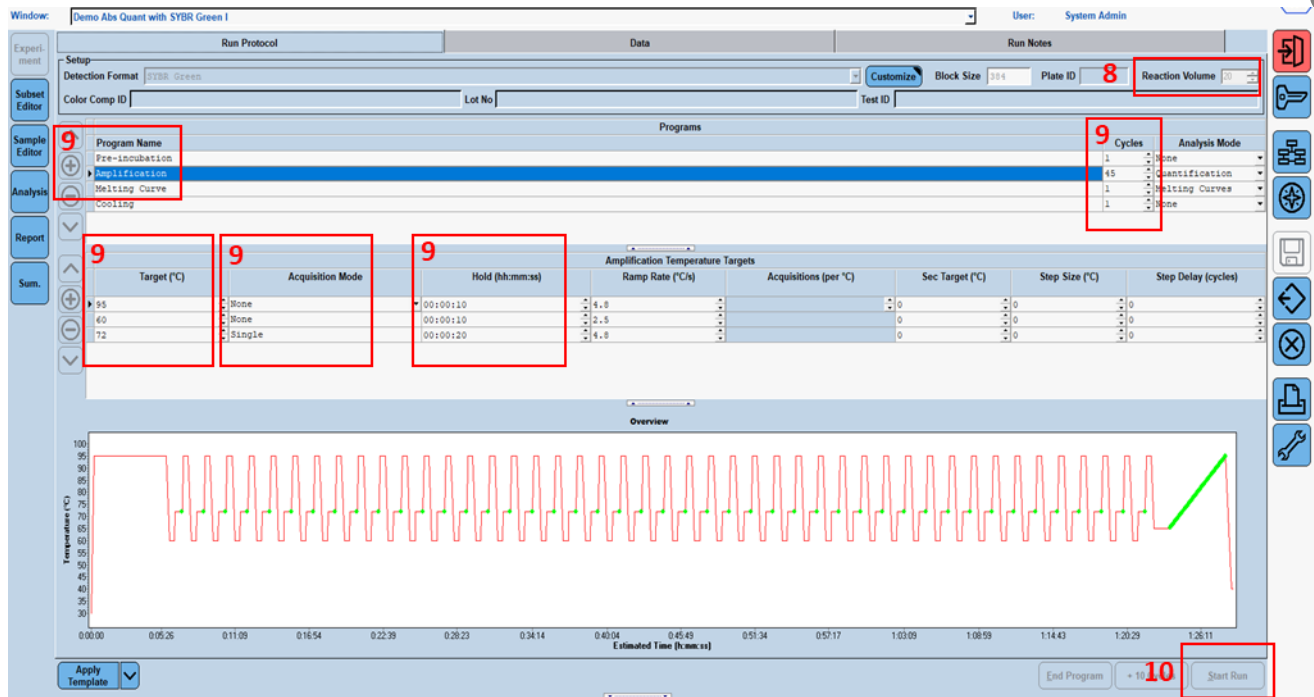 Window: Demo Abs Quant with SYBR Green I User: System Admin
Experi-
ment
Subset
Editor
Sample
Editor
Analysis
Report
Sum.
Run Protocol Data Run Notes
Setup
Detection Format SYBR Green Customize Block Size 384 Plate ID 8 Reaction Volume 20
Color Comp ID Lot No Test ID
Programs
9 9
Program Name Cycles Analysis Mode
Pre-incubation 1 None
Amplification 45 Quantification
Melting Curve 1 Melting Curves
Cooling 1 None
9 9 9
Amplification Temperature Targets
Target (°C) Acquisition Mode Hold (hh:mm:ss) Ramp Rate (°C/s) Acquisitions (per °C) Sec Target (°C) Step Size (°C) Step Delay (cycles)
95 None 00:00:10 4.8 0 0 0
60 None 00:00:10 2.5 0 0 0
72 Single 00:00:20 4.8 0 0 0
Overview
100
95
90
85
80
75
70
65
60
55
50
45
40
35
30
Temperature (°C)
0:00:00 0:05:26 0:11:09 0:16:54 0:22:39 0:28:23 0:34:14 0:40:04 0:45:49 0:51:34 0:57:17 1:03:09 1:08:59 1:14:43 1:20:29 1:26:11
Estimated Time (h:mm:ss)
Apply
Template
End Program + 10 10 Start Run